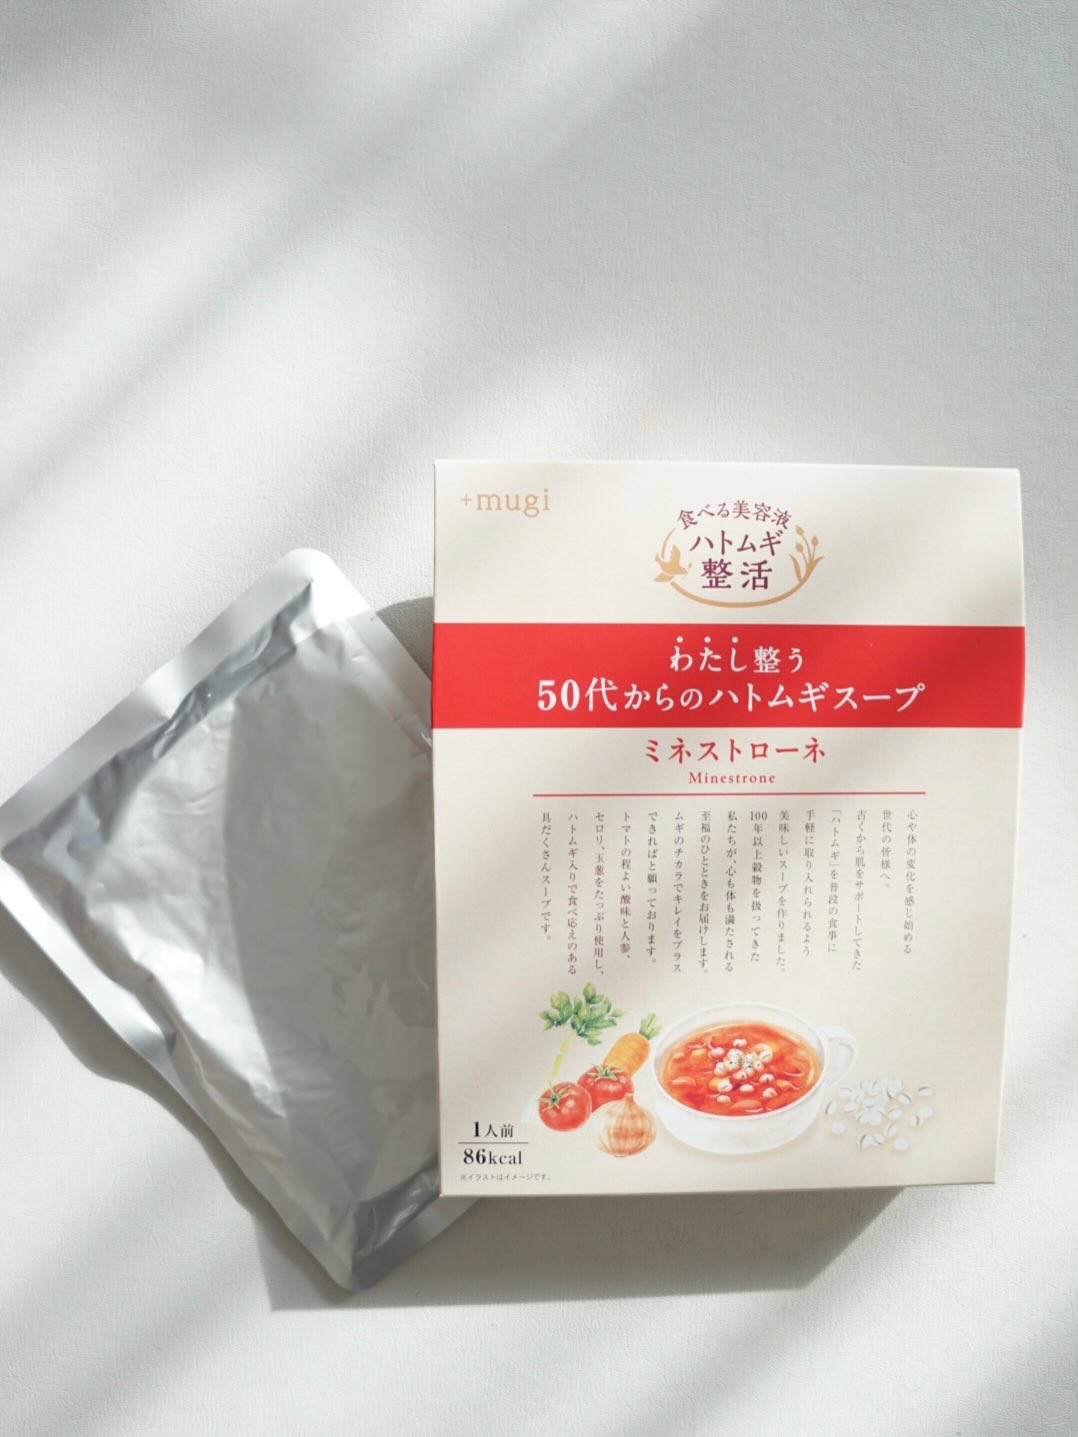 +mugi
食べる美容液
ハトムギ
整活
わたし整う
50代からのハトムギスープ
ミネストローネ
Minestrone
心や体の変化を感じ始める
世代の皆様へ。
古くから肌をサポートしてきた
「ハトムギ」を普段の食事に
手軽に取り入れられるよう
美味しいスープを作りました。
100年以上穀物を扱ってきた
私たちが、心も体も満たされる
至福のひとときをお届けします。
ムギのチカラでキレイをプラス
できればと願っております。
トマトの程よい酸味と人参、
セロリ、玉葱をたっぷり使用し、
ハトムギ入りで食べ応えのある
具だくさんスープです。
1人前
86kcal
※イラストはイメージです。